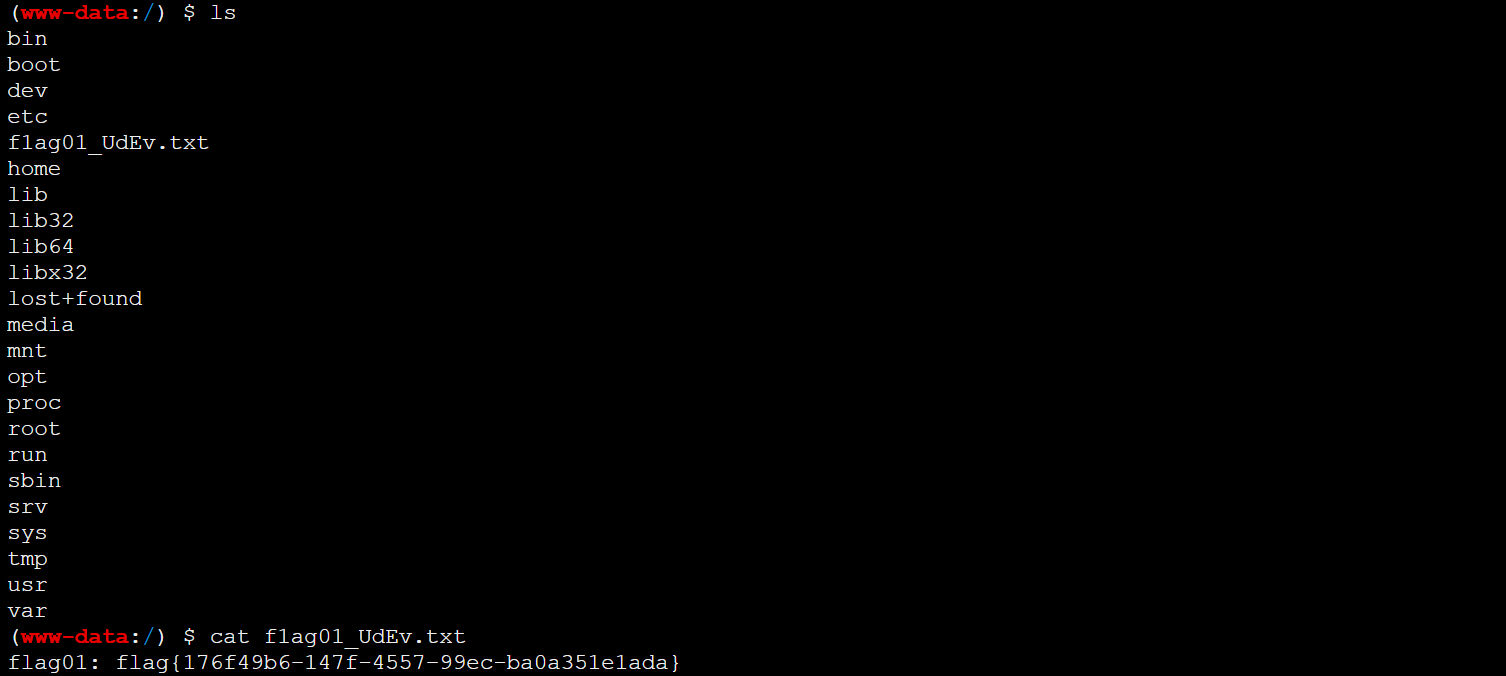 (www-data:/) $ ls
bin
boot
dev
etc
f1ag01_UdEv.txt
home
lib
lib32
lib64
libx32
lost+found
media
mnt
opt
proc
root
run
sbin
srv
sys
tmp
usr
var
(www-data:/) $ cat f1ag01_UdEv.txt
flag01: flag{176f49b6-147f-4557-99ec-ba0a351e1ada}